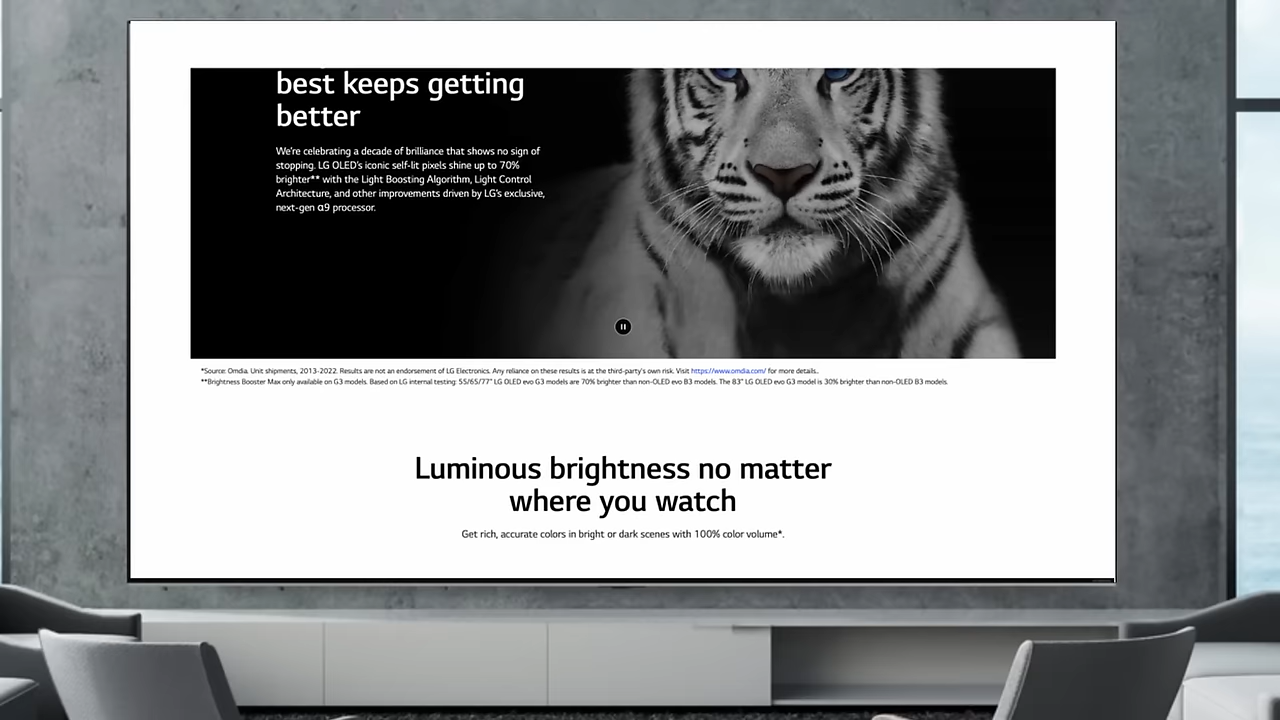 best keeps getting
better
We're celebrating a decade of brilliance that shows no sign of
stopping. LG OLED's iconic self-lit pixels shine up to 70%
brighter** with the Light Boosting Algorithm, Light Control
Architecture, and other improvements driven by LG's exclusive,
next-gen α9 processor.
*Source: Omdia. Unit shipments, 2013-2022. Results are not an endorsement of LG Electronics. Any reliance on these results is at the third-party's own risk. Visit https://www.omdia.com/ for more details..
**Brightness Booster Max only available on G3 models. Based on LG internal testing: 55/65/77" LG OLED evo G3 models are 70% brighter than non-OLED evo B3 models. The 83" LG OLED evo G3 model is 30% brighter than non-OLED B3 models.
Luminous brightness no matter
where you watch
Get rich, accurate colors in bright or dark scenes with 100% color volume*.